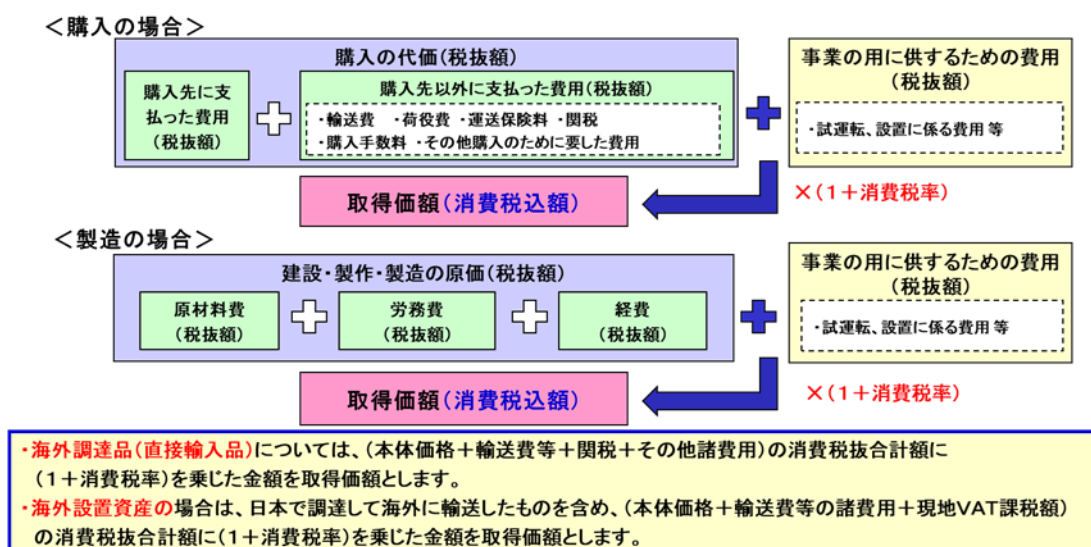 ＜購入の場合＞
購入の代価(税抜額)
購入先に支
払った費用
(税抜額)
購入先以外に支払った費用(税抜額)
・輸送費　・荷役費　・運送保険料　・関税
・購入手数料　・その他購入のために要した費用
事業の用に供するための費用
(税抜額)
・試運転、設置に係る費用 等
×(1＋消費税率)
取得価額(消費税込額)
＜製造の場合＞
建設・製作・製造の原価(税抜額)
原材料費
(税抜額)
労務費
(税抜額)
経費
(税抜額)
事業の用に供するための費用
(税抜額)
・試運転、設置に係る費用 等
×(1＋消費税率)
取得価額(消費税込額)
・海外調達品(直接輸入品)については、(本体価格＋輸送費等＋関税＋その他諸費用)の消費税抜合計額に
(1＋消費税率)を乗じた金額を取得価額とします。
・海外設置資産の場合は、日本で調達して海外に輸送したものを含め、(本体価格＋輸送費等の諸費用＋現地VAT課税額)
の消費税抜合計額に(1＋消費税率)を乗じた金額を取得価額とします。